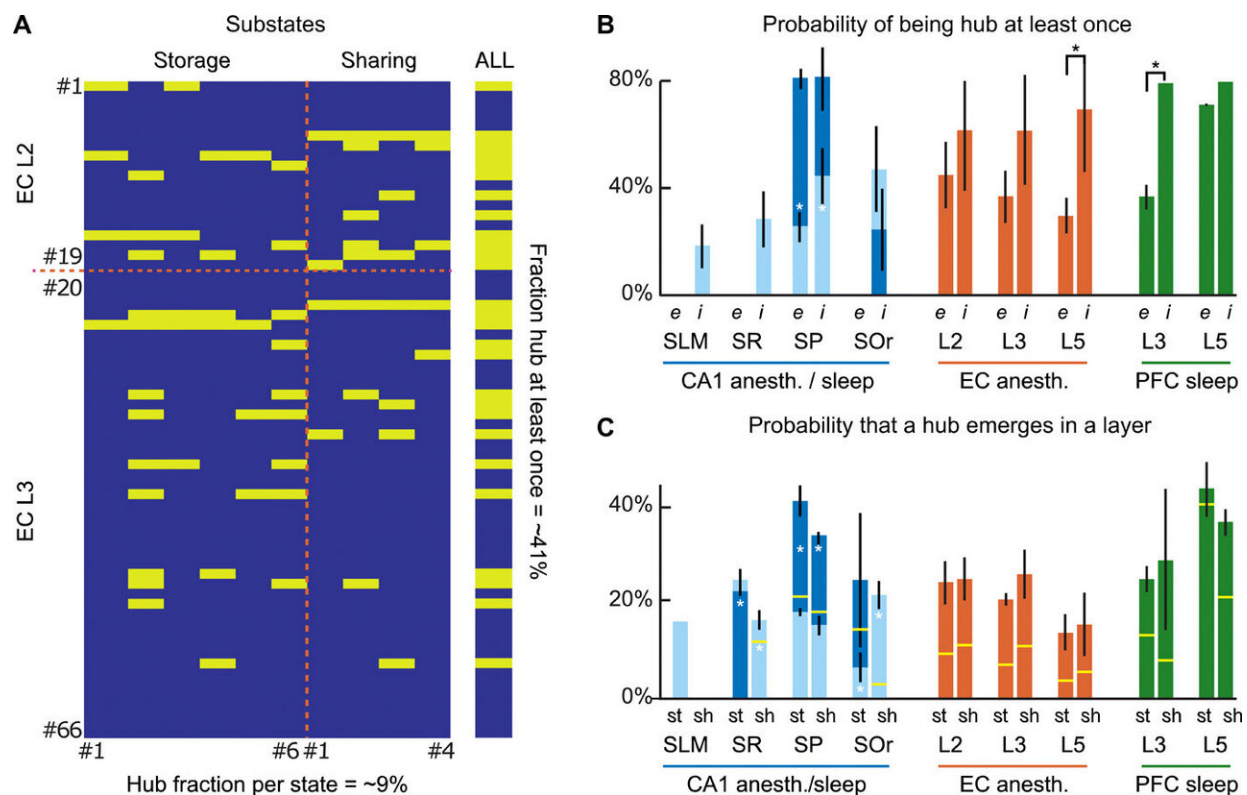 A
Substates
Storage
Sharing
ALL
#1
EC L2
#19
#20
EC L3
#66
#1
#6
#1
#4
Hub fraction per state = ~9%
Fraction hub at least once = ~41%
B
Probability of being hub at least once
80%
40%
0%
*
*
*
*
e i e i e i e i e i e i e i e i e i
SLM SR SP SOr L2 L3 L5 L3 L5
CA1 anesth. / sleep EC anesth. PFC sleep
C
Probability that a hub emerges in a layer
40%
20%
0%
* * * * * *
st sh st sh st sh st sh st sh st sh st sh st sh st sh
SLM SR SP SOr L2 L3 L5 L3 L5
CA1 anesth./sleep EC anesth. PFC sleep